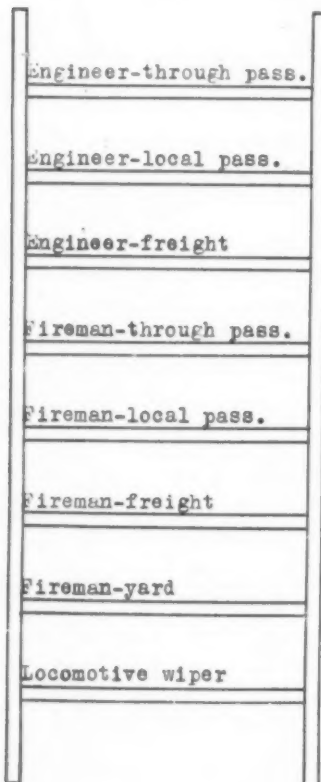 Engineer-through pass.
Engineer-local pass.
Engineer-freight
Fireman-through pass.
Fireman-local pass.
Fireman-freight
Fireman-yard
Locomotive wiper